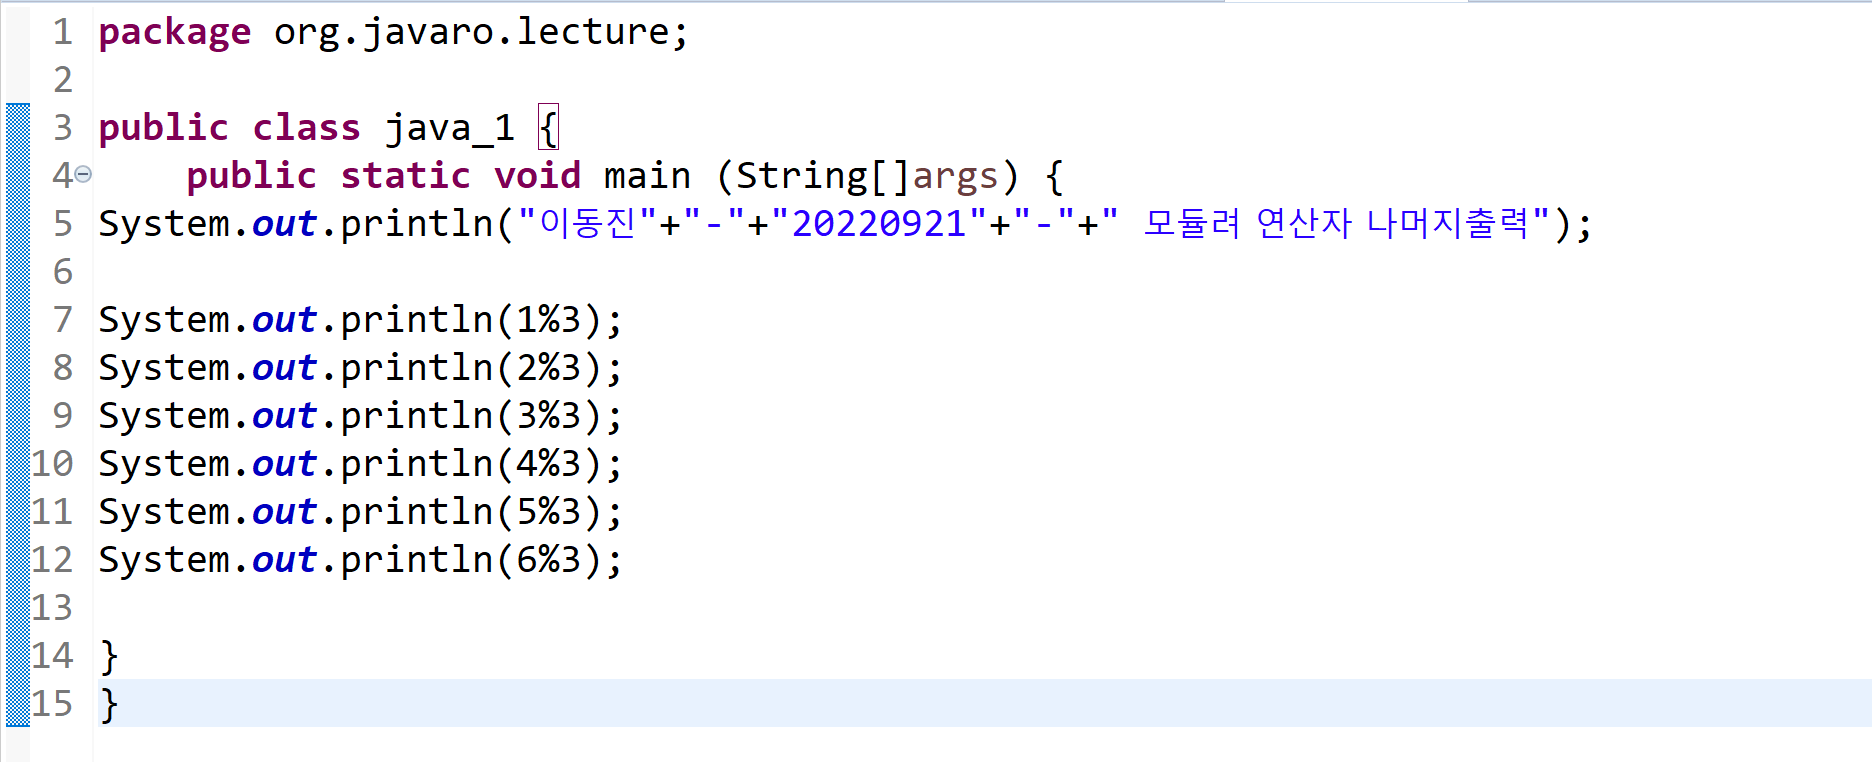 1 package org.javaro.lecture;
2
3 public class java_1 {
4 public static void main (String[]args) {
5 System.out.println("이동진"+"-"+"20220921"+"-"+" 모듈려 연산자 나머지출력");
6
7 System.out.println(1%3);
8 System.out.println(2%3);
9 System.out.println(3%3);
10 System.out.println(4%3);
11 System.out.println(5%3);
12 System.out.println(6%3);
13
14 }
15 }